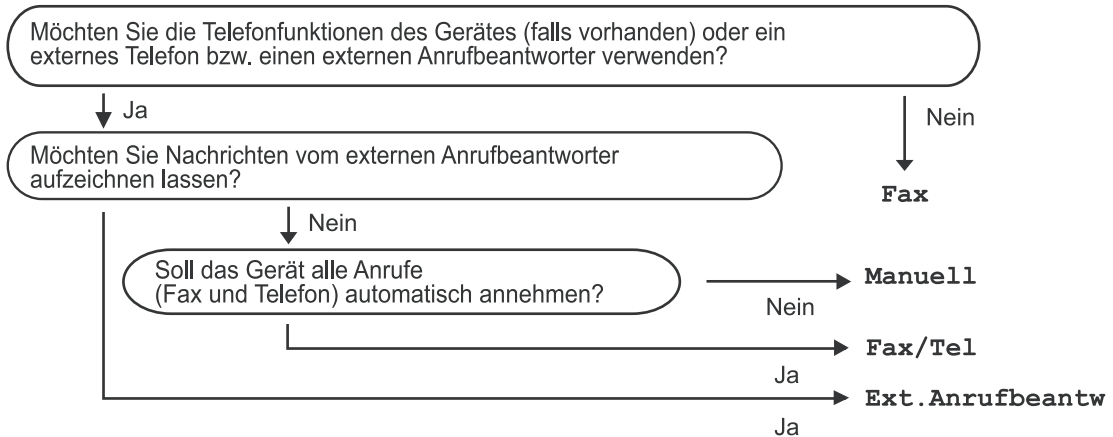 Möchten Sie die Telefonfunktionen des Gerätes (falls vorhanden) oder ein
externes Telefon bzw. einen externen Anrufbeantworter verwenden?
Ja
Nein
Möchten Sie Nachrichten vom externen Anrufbeantworter
aufzeichnen lassen?
Fax
Nein
Soll das Gerät alle Anrufe
(Fax und Telefon) automatisch annehmen?
Manuell
Nein
Fax/Tel
Ja
Ext.Anrufbeantw
Ja